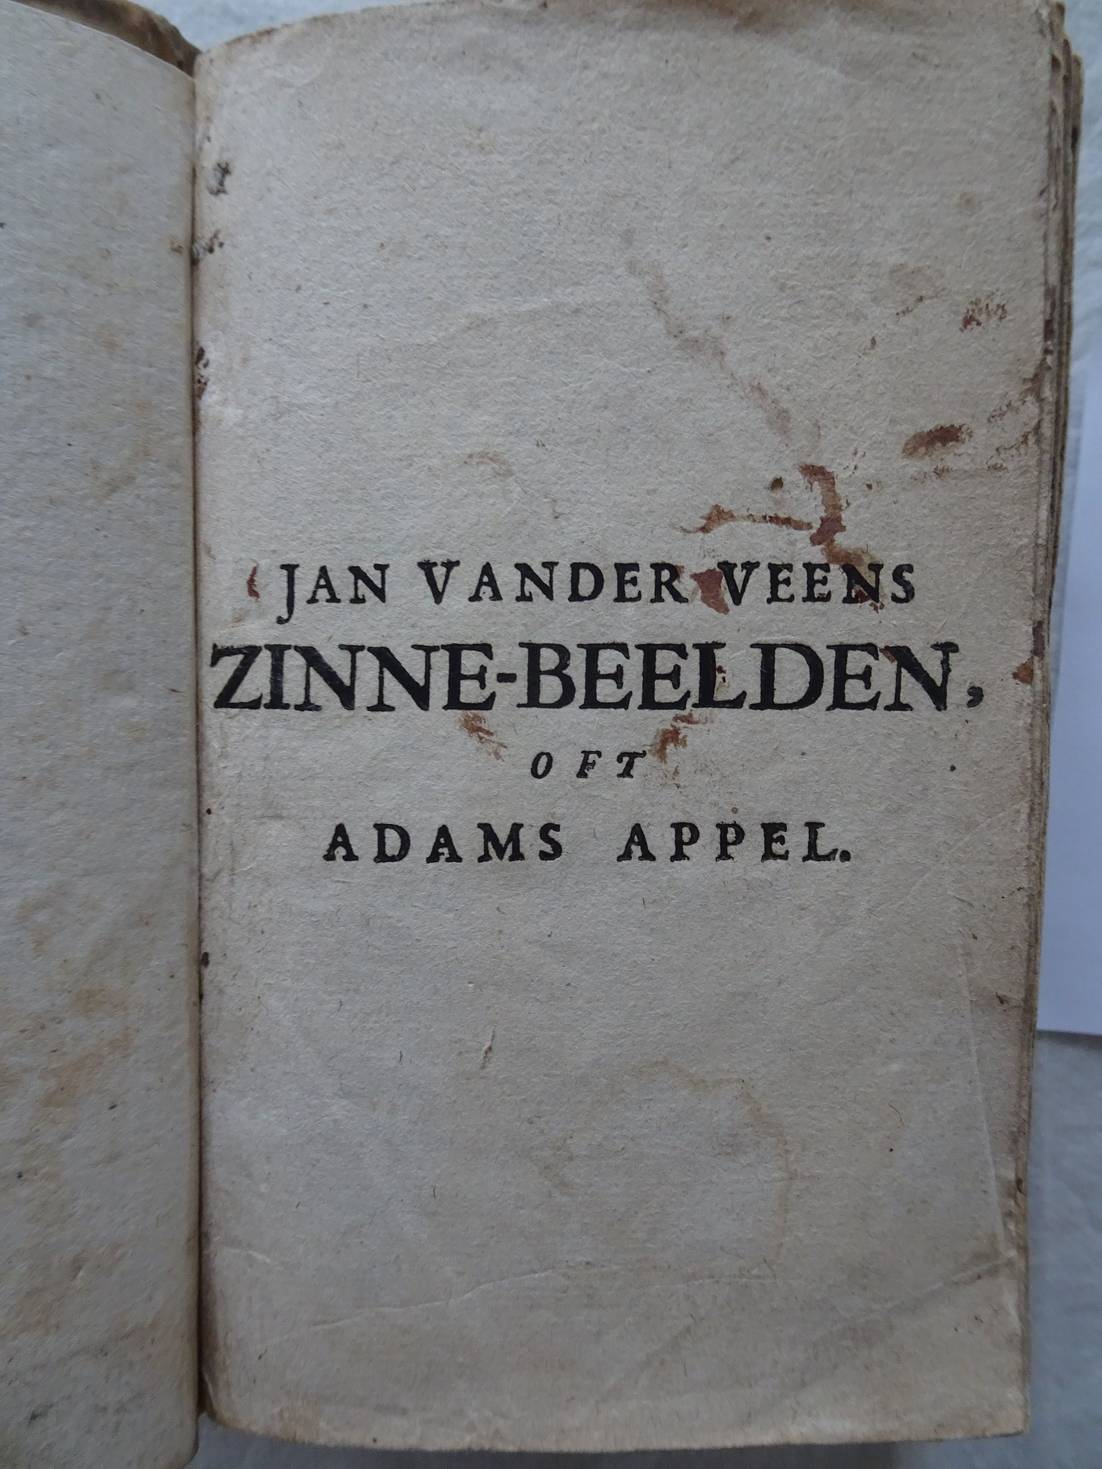 JAN VANDER VEENS
ZINNE-BEELDEN,
OFT
ADAMS APPEL.